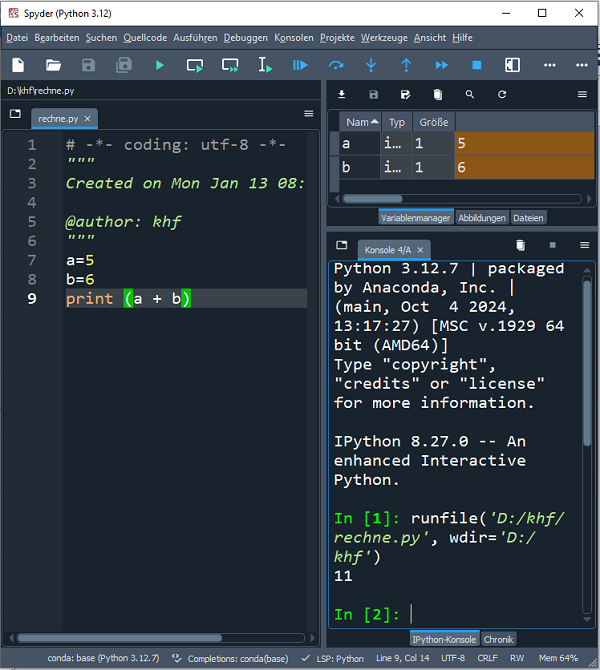 Spyder (Python 3.12)
Datei Bearbeiten Suchen Quellcode Ausführen Debuggen Konsolen Projekte Werkzeuge Ansicht Hilfe
D:\khf\rechne.py
rechne.py
1 # -*- coding: utf-8 -*-
2 """
3 Created on Mon Jan 13 08:
4
5 @author: khf
6 """
7 a=5
8 b=6
9 print (a + b)
Nam Typ Größe
a i... 1 5
b i... 1 6
Variablenmanager Abbildungen Dateien
Konsole 4/A
Python 3.12.7 | packaged
by Anaconda, Inc. |
(main, Oct  4 2024,
13:17:27) [MSC v.1929 64
bit (AMD64)]
Type "copyright",
"credits" or "license"
for more information.
IPython 8.27.0 -- An
enhanced Interactive
Python.
In [1]: runfile('D:/khf/
rechne.py', wdir='D:/
khf')
11
In [2]:
IPython-Konsole Chronik
conda: base (Python 3.12.7) Completions: conda(base) LSP: Python Line 9, Col 14 UTF-8 CRLF RW Mem 64%